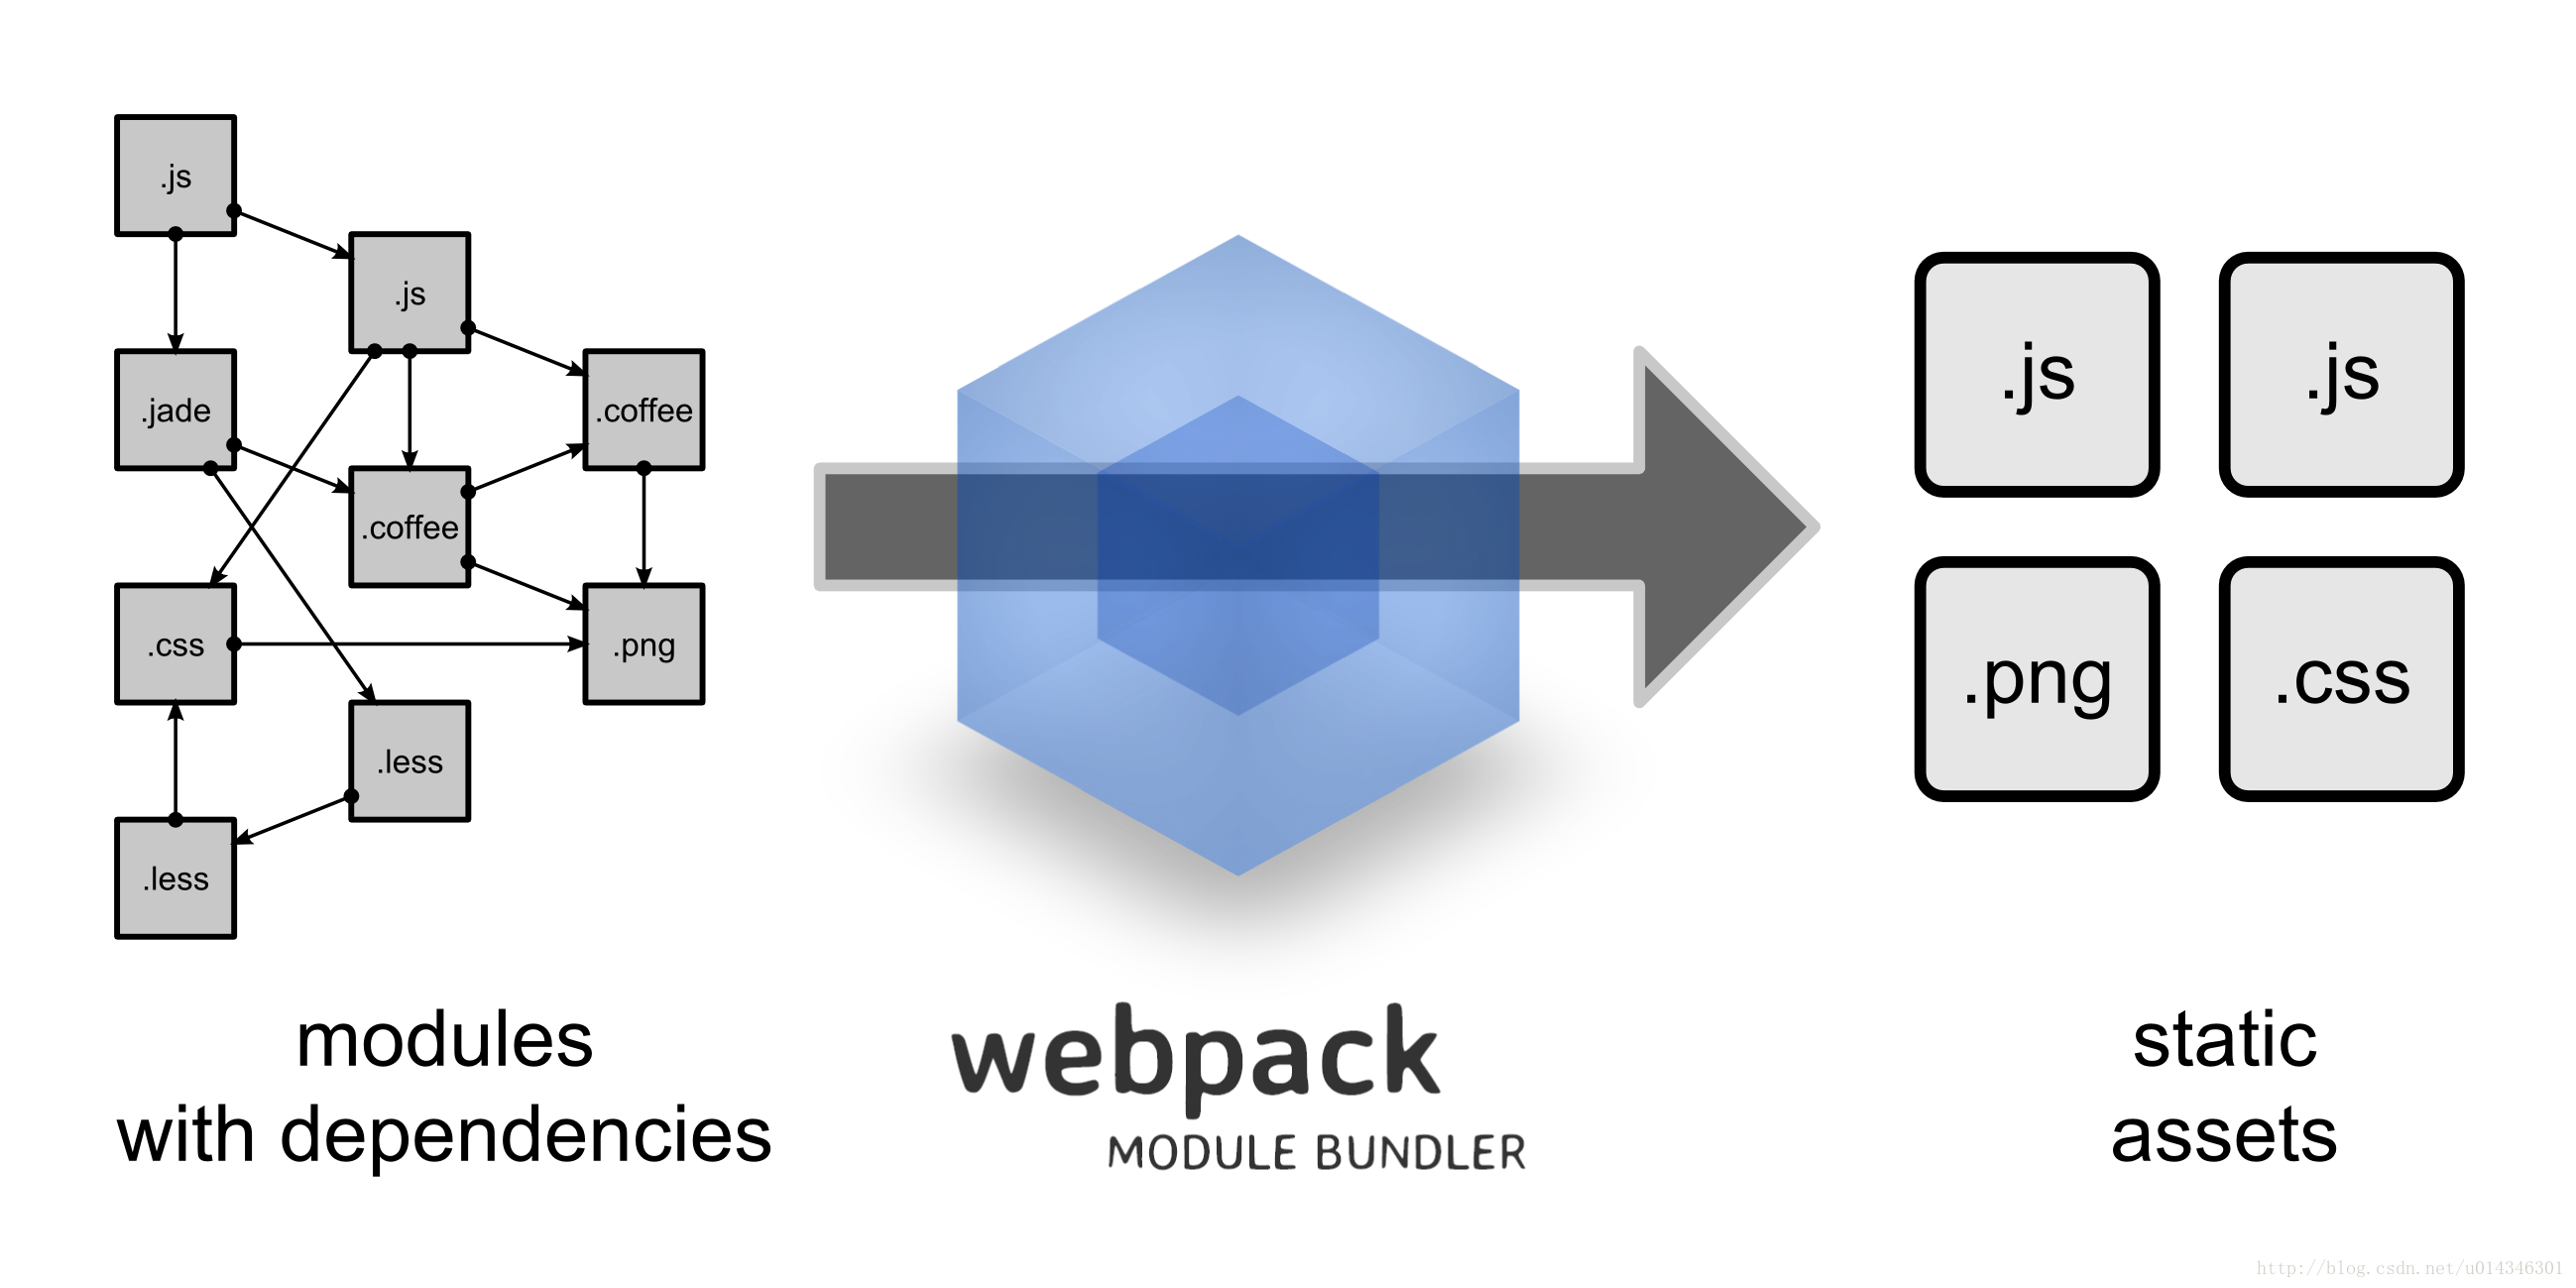 .js
.js
.jade
.coffee
.coffee
.css
.png
.less
.less
modules
with dependencies
webpack
MODULE BUNDLER
.js
.js
.png
.css
static
assets
http://blog.csdn.net/u014346301